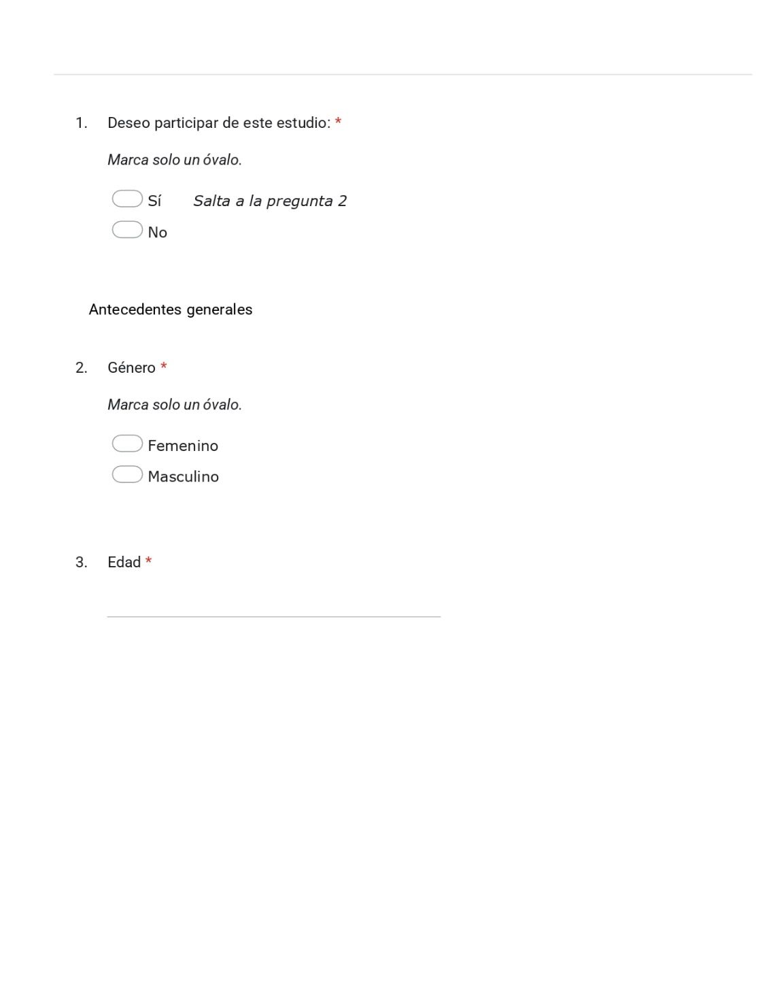 1. Deseo participar de este estudio: *
Marca solo un óvalo.
Sí Salta a la pregunta 2
No
Antecedentes generales
2. Género *
Marca solo un óvalo.
Femenino
Masculino
3. Edad *